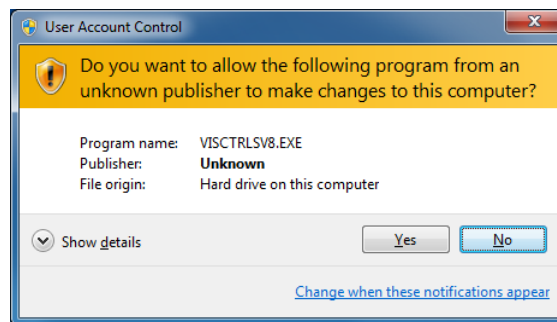 User Account Control
Do you want to allow the following program from an
unknown publisher to make changes to this computer?
Program name: VISCTRLSV8.EXE
Publisher: Unknown
File origin: Hard drive on this computer
Show details Yes No
Change when these notifications appear